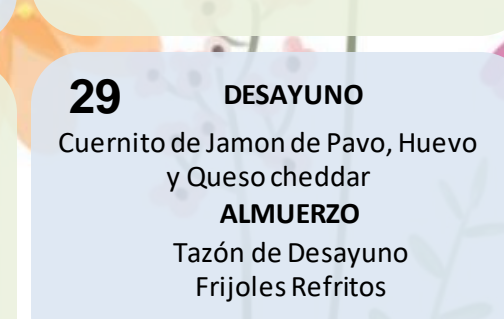 29 DESAYUNO
Cuernito de Jamon de Pavo, Huevo
y Queso cheddar
ALMUERZO
Tazón de Desayuno
Frijoles Refritos